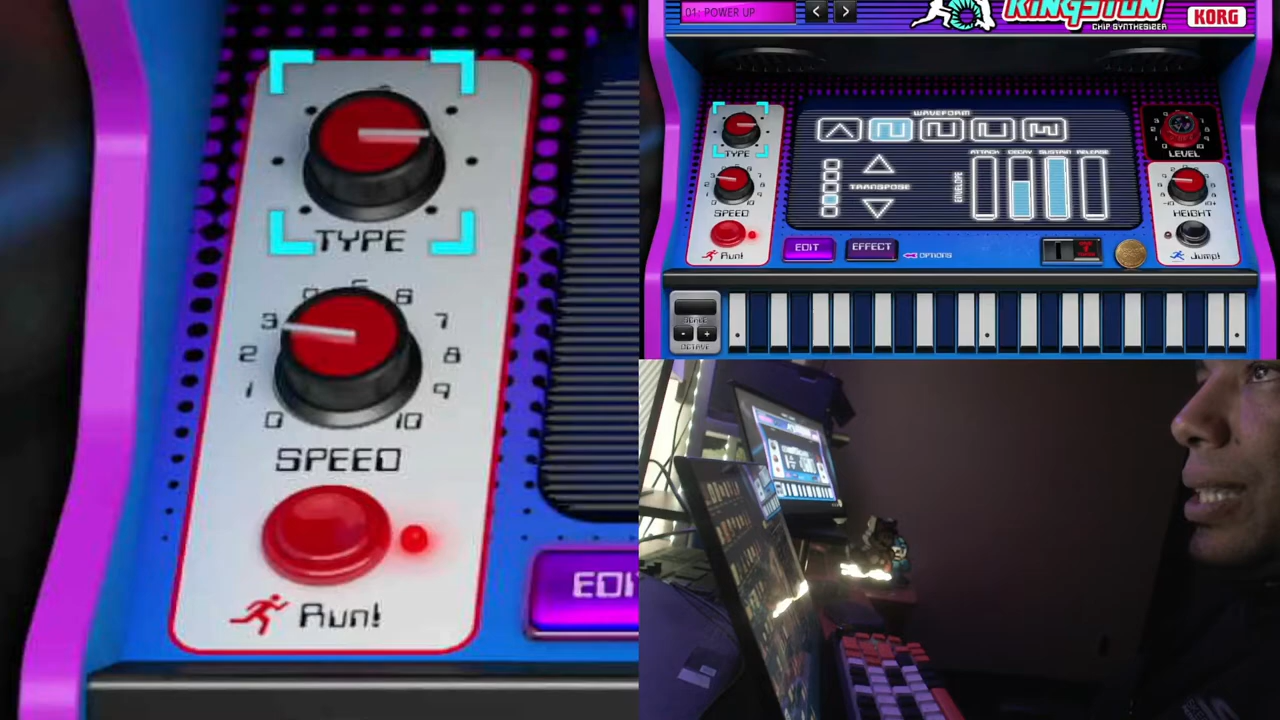 TYPE
5
6
3
7
2
8
1
9
0
10
SPEED
Run!
EDI
01: POWER UP
< >
KINGSTON
CHIP SYNTHESIZER
KORG
WAVEFORM
TYPE
ATTACK DECAY SUSTAIN RELEASE
ENVELOPE
TRANSPOSE
LEVEL
SPEED
HEIGHT
Run!
EDIT
EFFECT
OPTIONS
Jump!
SCALE
- +
OCTAVE